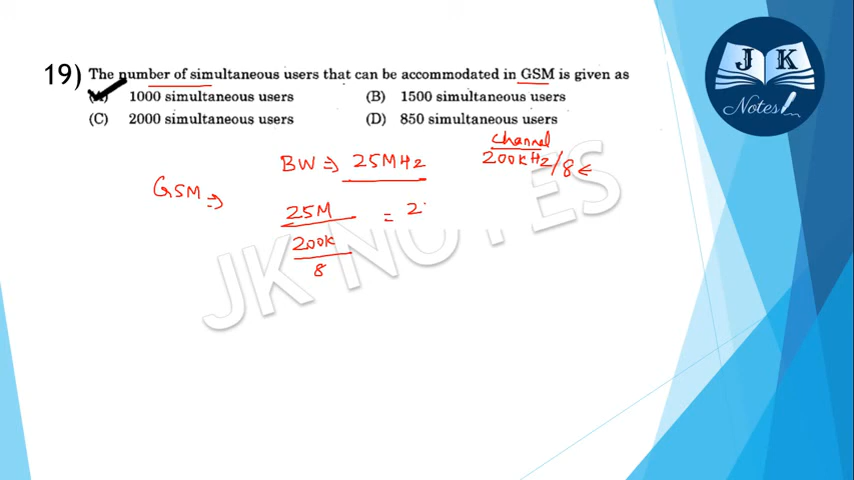 J K
Notes
19) The number of simultaneous users that can be accommodated in GSM is given as
1000 simultaneous users (B) 1500 simultaneous users
(C) 2000 simultaneous users (D) 850 simultaneous users
channel
BW ⇒ 25MHz 200kHz/8 ←
GSM ⇒
25M = 2
200k
8
JK NOTES